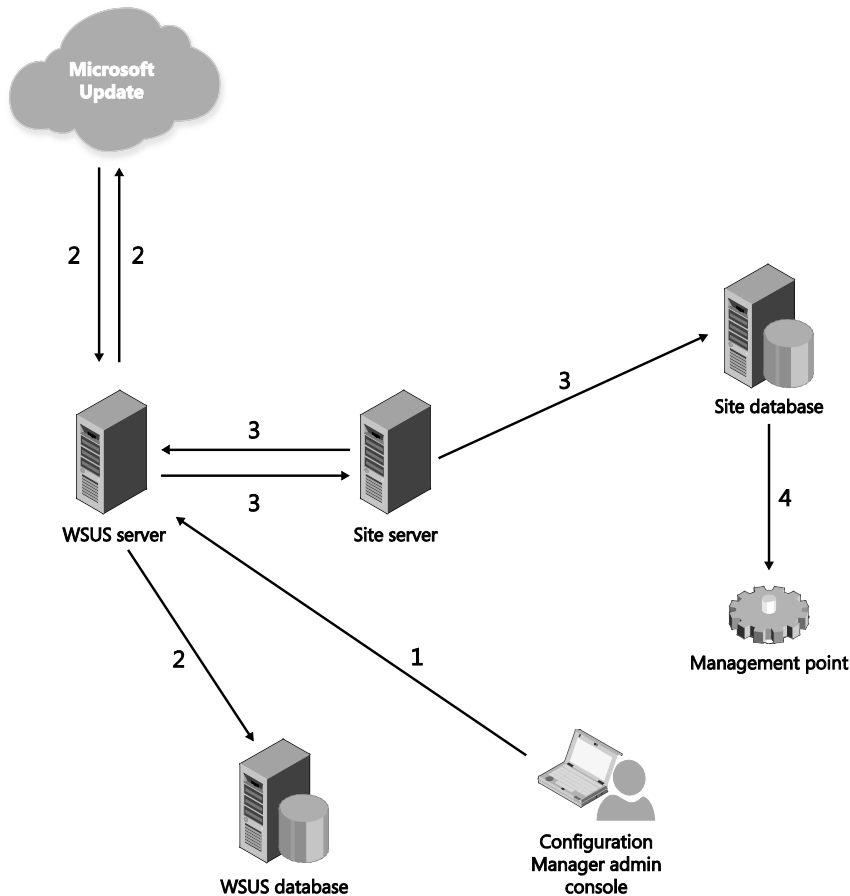 Microsoft
Update
2
2
3
Site database
3
3
4
WSUS server
Site server
2
1
Management point
Configuration
Manager admin
console
WSUS database